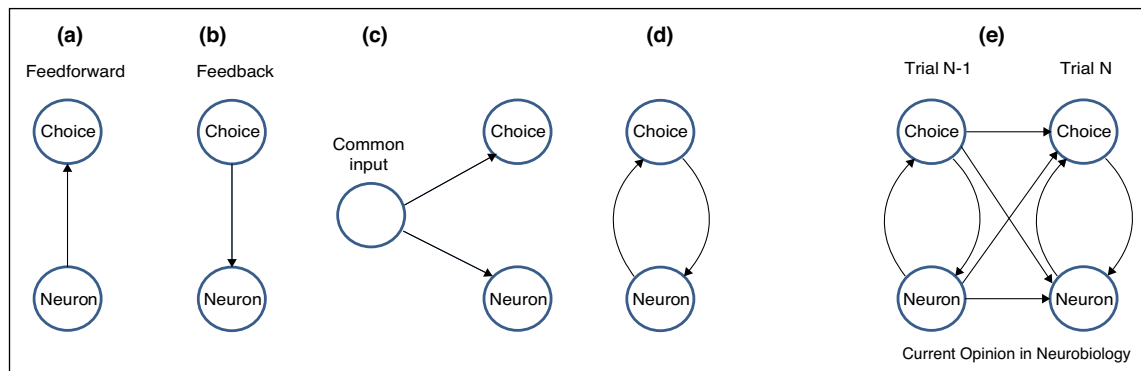 (a)
Feedforward
Choice
Neuron
(b)
Feedback
Choice
Neuron
(c)
Common
input
Choice
Neuron
(d)
Choice
Neuron
(e)
Trial N-1
Trial N
Choice
Choice
Neuron
Neuron
Current Opinion in Neurobiology